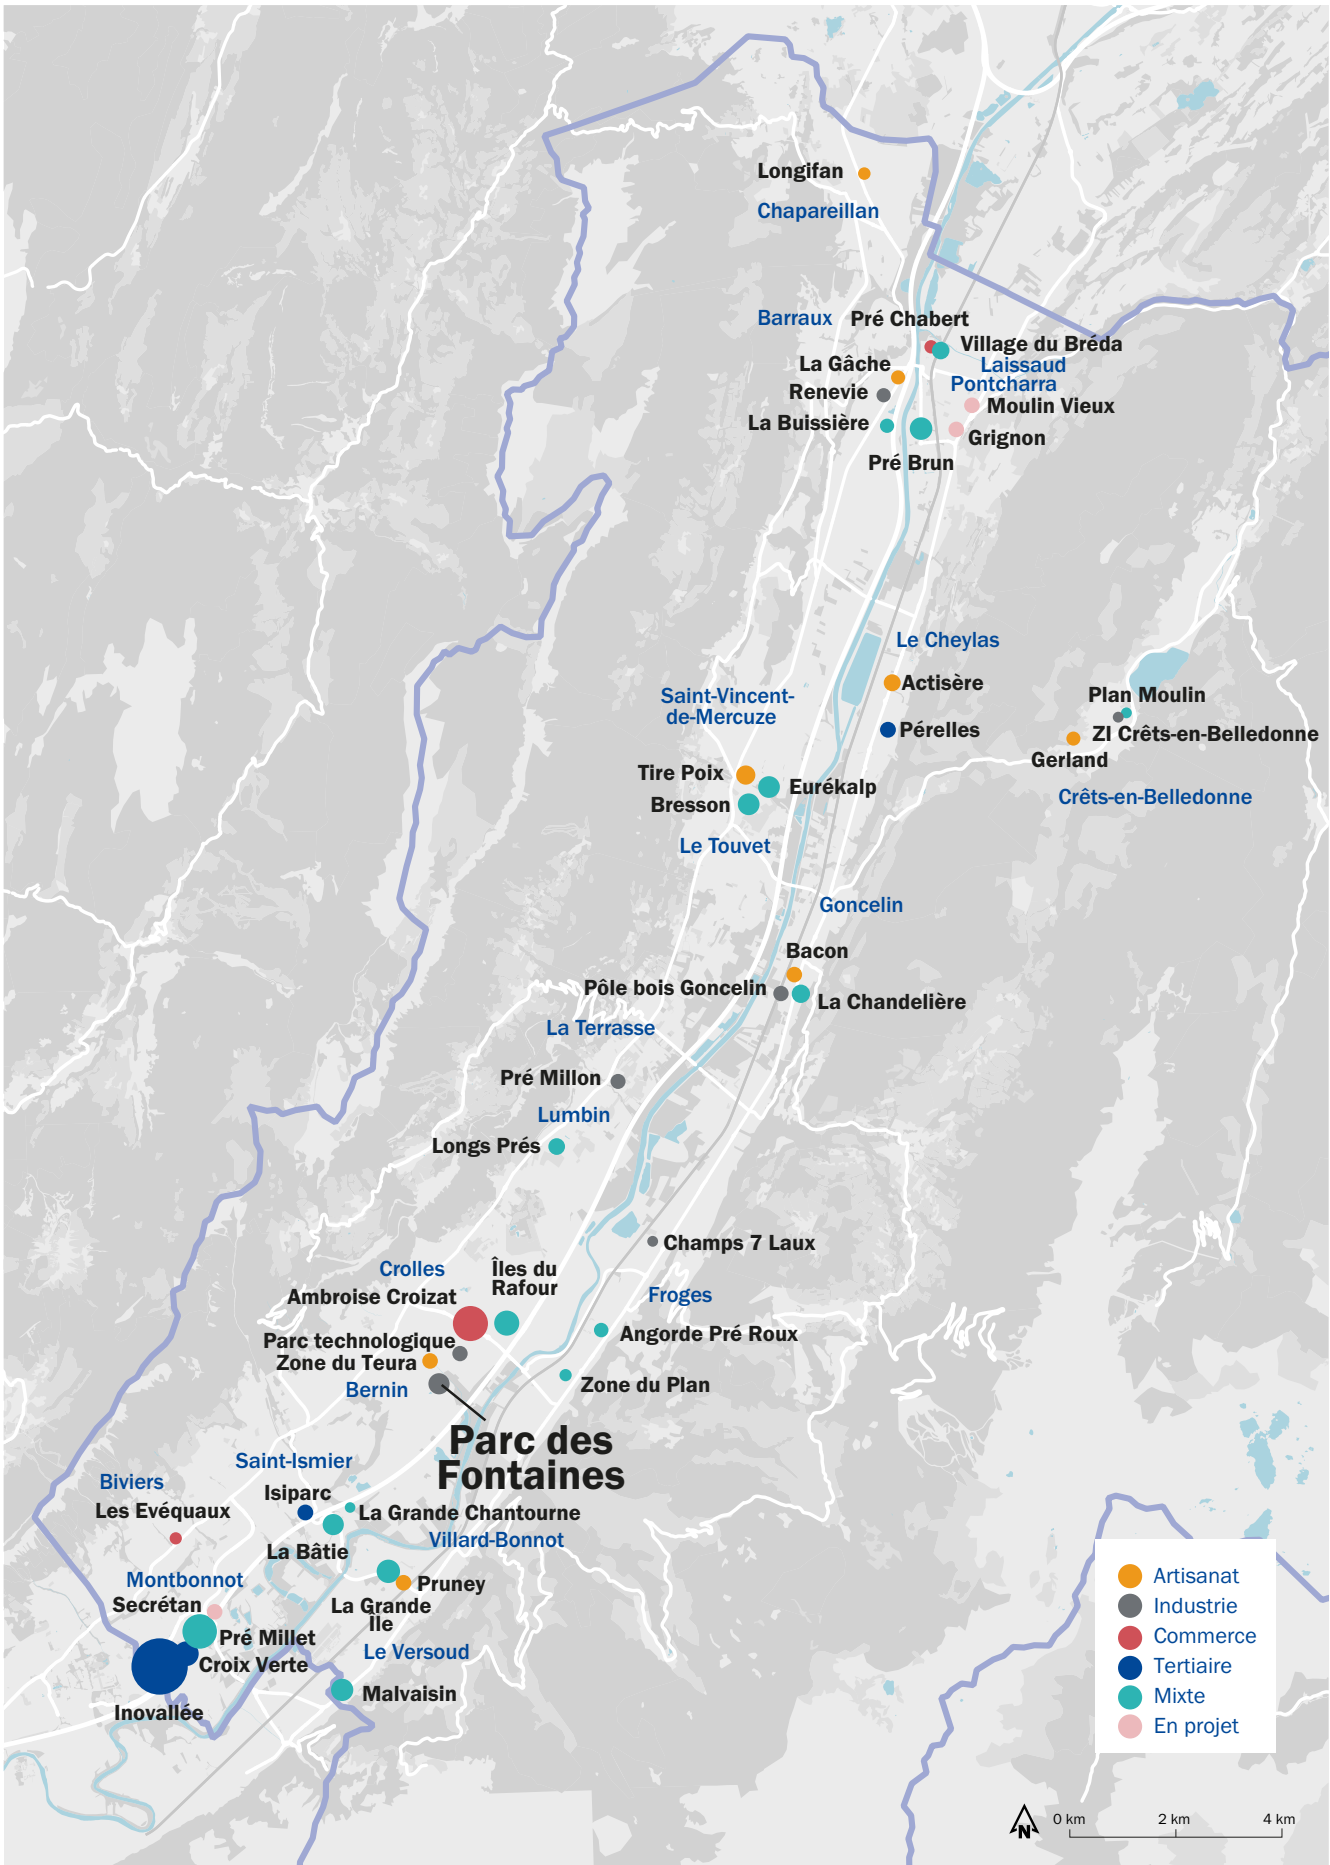 Longifan
Chapareillan
Barraux
Pré Chabert
Village du Bréda
Laissaud
Pontcharra
La Gâche
Renevie
Moulin Vieux
La Buissière
Grignon
Pré Brun
Le Cheylas
Actisère
Saint-Vincent-
de-Mercuze
Plan Moulin
Pérelles
ZI Crêts-en-Belledonne
Gerland
Tire Poix
Eurékalp
Bresson
Crêts-en-Belledonne
Le Touvet
Goncelin
Bacon
Pôle bois Goncelin
La Chandelière
La Terrasse
Pré Millon
Lumbin
Longs Prés
Champs 7 Laux
Crolles
Îles du
Rafour
Ambroise Croizat
Froges
Angorde Pré Roux
Parc technologique
Zone du Teura
Bernin
Zone du Plan
Parc des
Fontaines
Saint-Ismier
Biviers
Isiparc
Les Evéquaux
La Grande Chantourne
Villard-Bonnot
La Bâtie
Montbonnot
Pruney
Secrétan
La Grande
Île
Pré Millet
Le Versoud
Croix Verte
Malvaisin
Inovallée
Artisanat
Industrie
Commerce
Tertiaire
Mixte
En projet
N
0 km
2 km
4 km